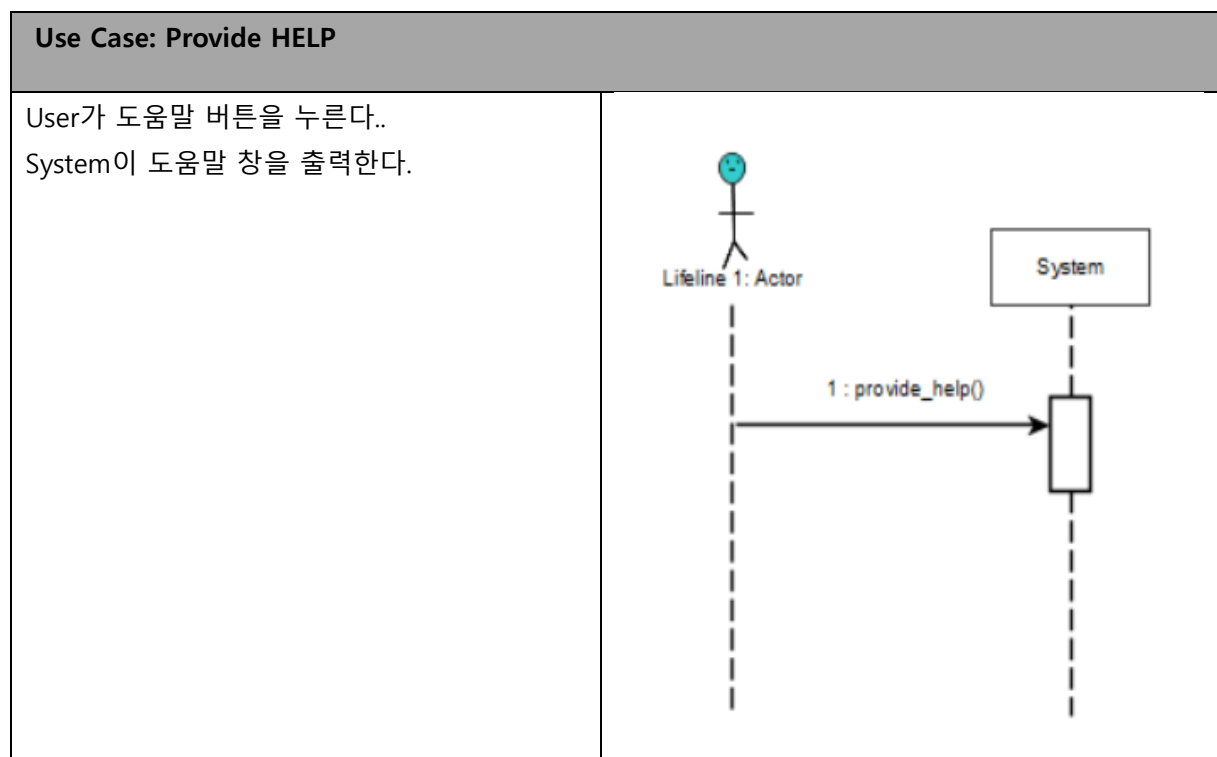 Use Case: Provide HELP
User가 도움말 버튼을 누른다..
System이 도움말 창을 출력한다.
Lifeline 1: Actor
System
1 : provide_help()